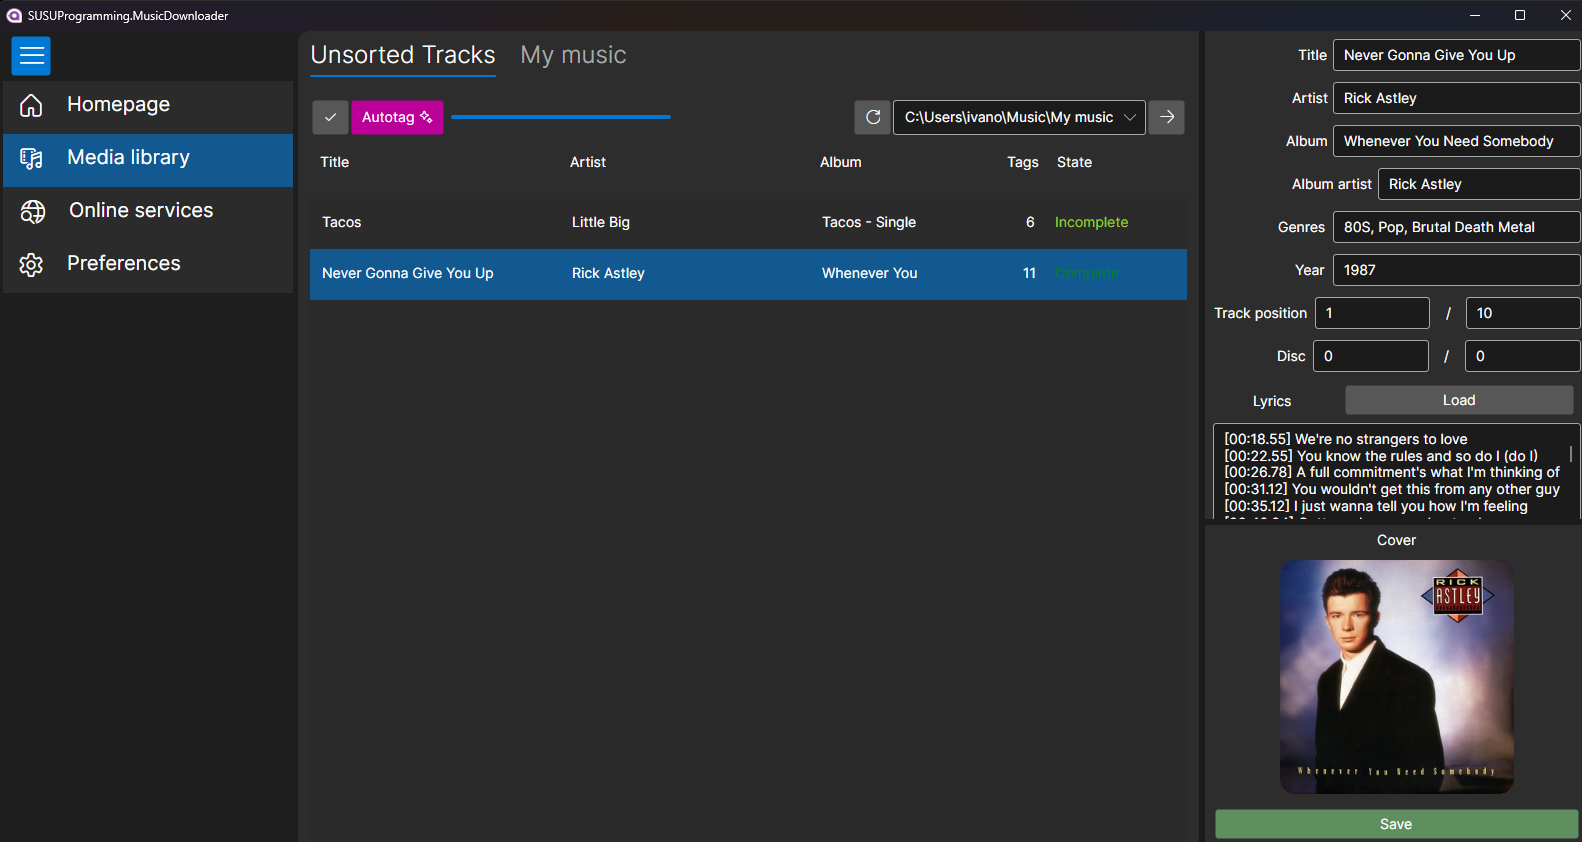 SUSUProgramming.MusicDownloader
Homepage
Media library
Online services
Preferences
Unsorted Tracks My music
Autotag
C:\Users\ivano\Music\My music
Title Artist Album Tags State
Tacos Little Big Tacos - Single 6 Incomplete
Never Gonna Give You Up Rick Astley Whenever You 11 Complete
Title Never Gonna Give You Up
Artist Rick Astley
Album Whenever You Need Somebody
Album artist Rick Astley
Genres 80S, Pop, Brutal Death Metal
Year 1987
Track position 1 / 10
Disc 0 / 0
Lyrics Load
[00:18.55] We're no strangers to love
[00:22.55] You know the rules and so do I (do I)
[00:26.78] A full commitment's what I'm thinking of
[00:31.12] You wouldn't get this from any other guy
[00:35.12] I just wanna tell you how I'm feeling
Cover
RICK
ASTLEY
Whenever You Need Somebody
Save